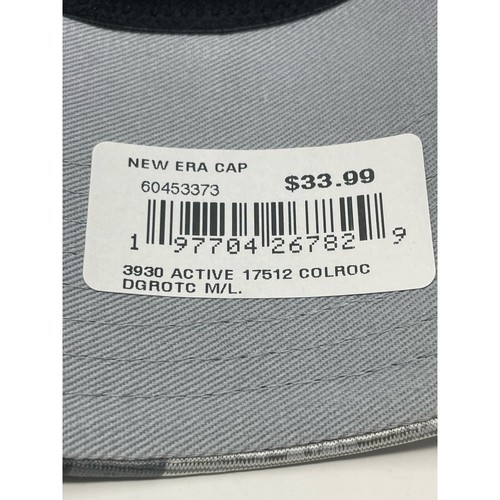 NEW ERA CAP
60453373 $33.99
1 97704 26782 9
3930 ACTIVE 17512 COLROC
DGROTC M/L.